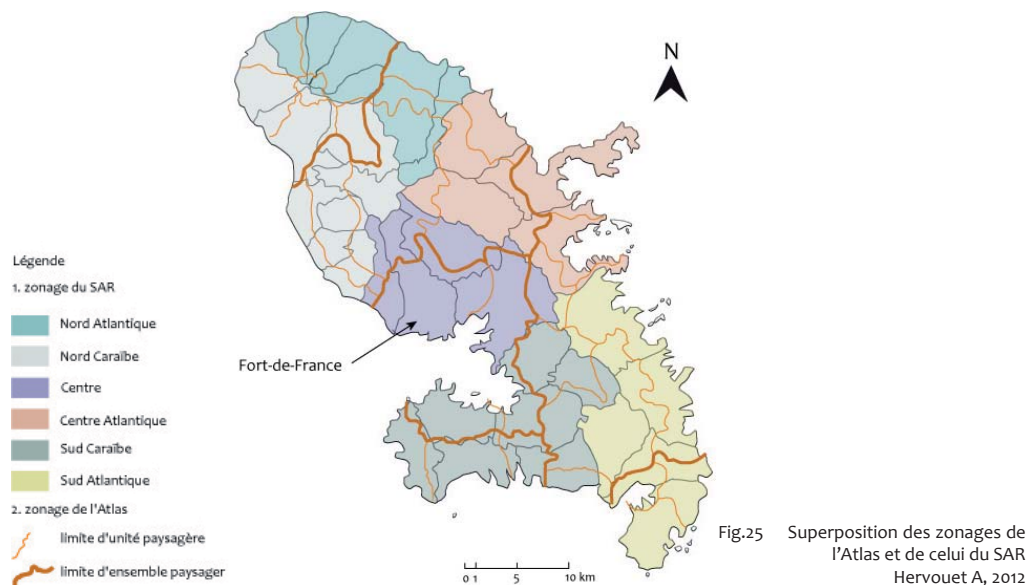 N
Légende
1. zonage du SAR
Nord Atlantique
Nord Caraïbe
Centre
Centre Atlantique
Sud Caraïbe
Sud Atlantique
2. zonage de l'Atlas
limite d'unité paysagère
limite d'ensemble paysager
Fort-de-France
0 1 5 10 km
Fig.25 Superposition des zonages de
l'Atlas et de celui du SAR
Hervouet A, 2012